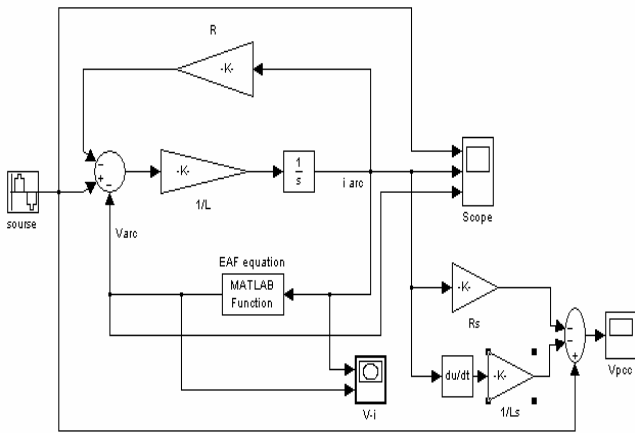 R
-K-
-K-
1
s
1/L
i arc
sourse
Scope
Varc
EAF equation
MATLAB
Function
-K-
Rs
Vpcc
du/dt
-K-
1/Ls
V-i